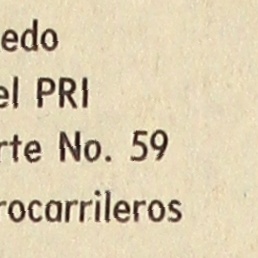 edo
el PRI
rte No. 59
rocarrileros